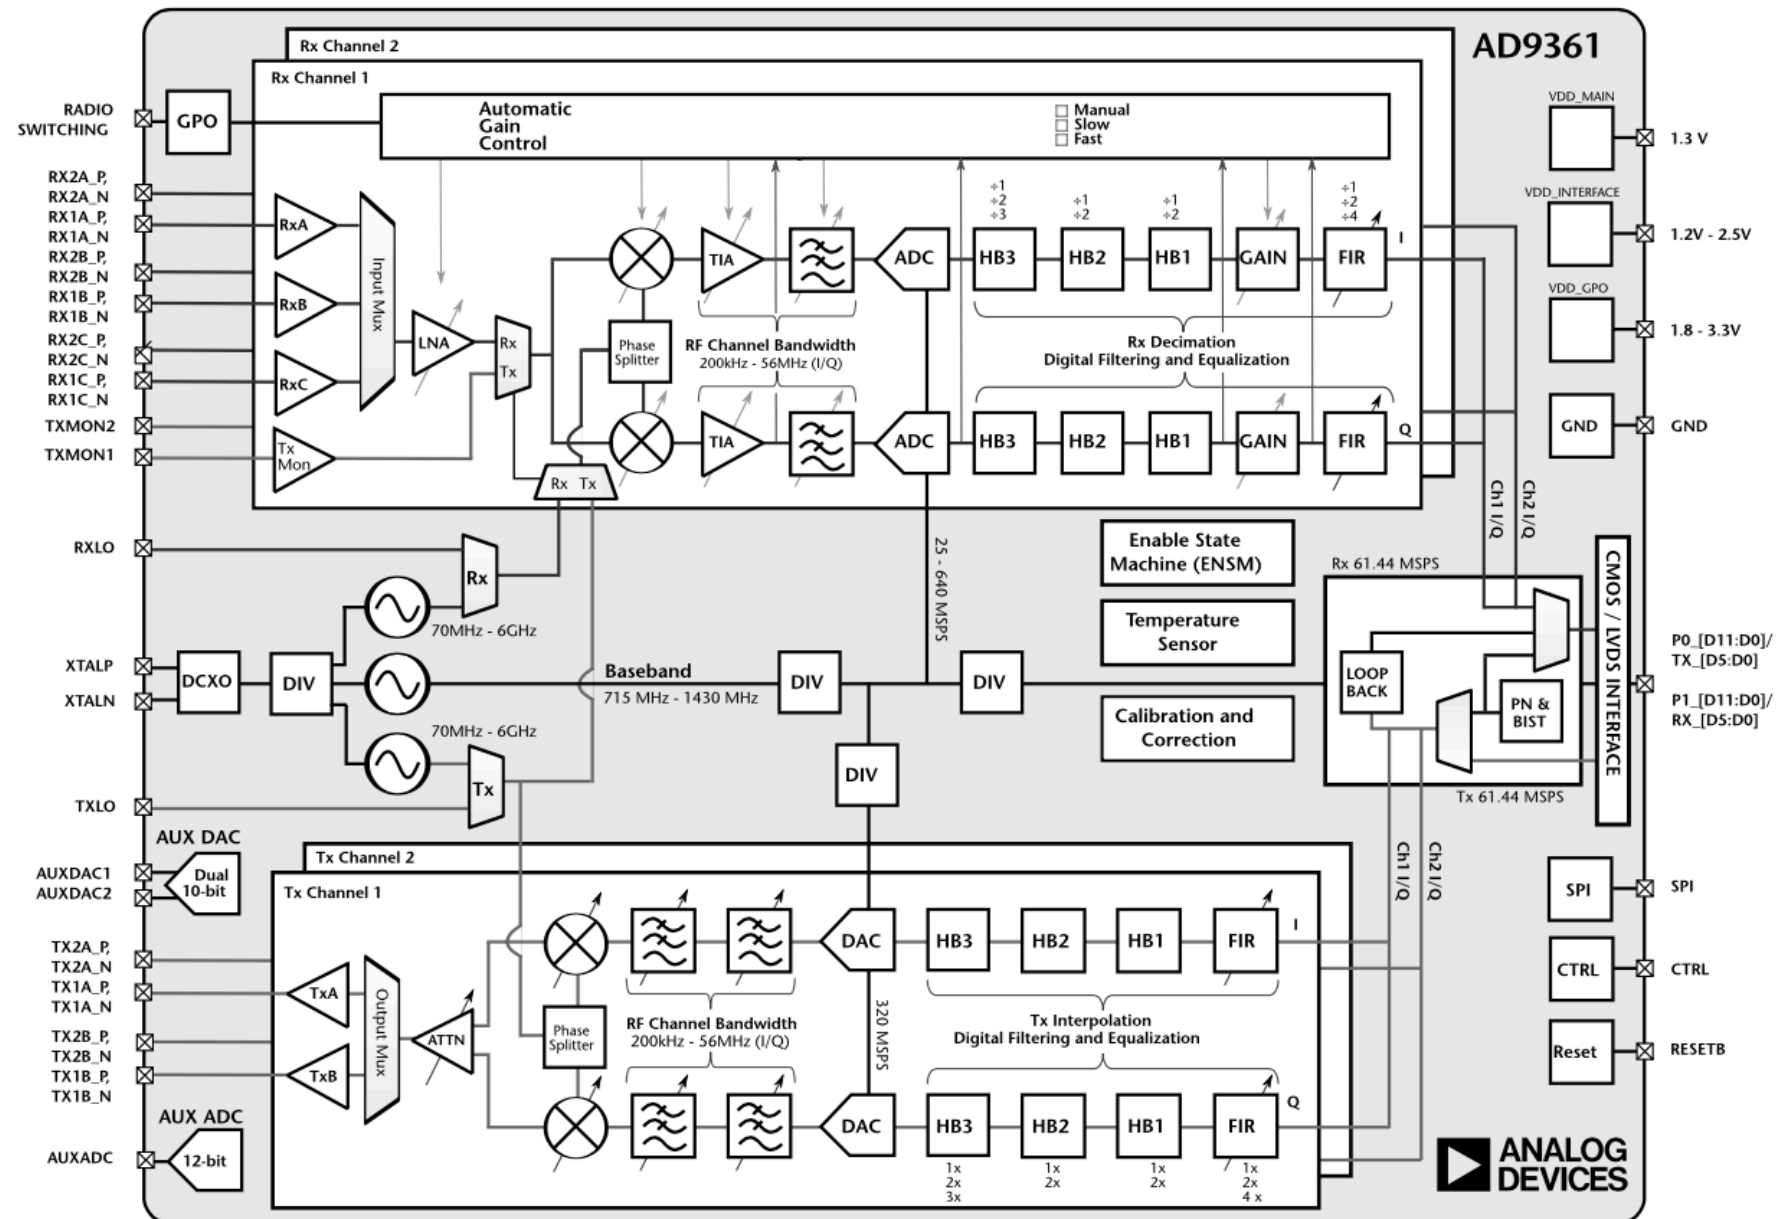 AD9361
Rx Channel 2
Rx Channel 1
RADIO
SWITCHING
GPO
Automatic
Gain
Control
Manual
Slow
Fast
VDD_MAIN
1.3 V
VDD_INTERFACE
1.2V - 2.5V
VDD_GPO
1.8 - 3.3V
GND
GND
RX2A_P,
RX2A_N
RX1A_P,
RX1A_N
RX2B_P,
RX2B_N
RX1B_P,
RX1B_N
RX2C_P,
RX2C_N
RX1C_P,
RX1C_N
TXMON2
TXMON1
RxA
RxB
RxC
Tx
Mon
Input Mux
LNA
Rx
Tx
Phase
Splitter
TIA
ADC
÷1
÷2
÷3
÷1
÷2
÷1
÷2
÷1
÷2
÷4
HB3
HB2
HB1
GAIN
FIR
I
RF Channel Bandwidth
200kHz - 56MHz (I/Q)
Rx Decimation
Digital Filtering and Equalization
TIA
ADC
HB3
HB2
HB1
GAIN
FIR
Q
Rx Tx
Ch1 I/Q
Ch2 I/Q
RXLO
Rx
70MHz - 6GHz
25 - 640 MSPS
Enable State
Machine (ENSM)
Temperature
Sensor
Calibration and
Correction
Rx 61.44 MSPS
LOOP
BACK
PN &
BIST
Tx 61.44 MSPS
CMOS / LVDS INTERFACE
P0_[D11:D0]/
TX_[D5:D0]
P1_[D11:D0]/
RX_[D5:D0]
XTALP
XTALN
DCXO
DIV
Baseband
715 MHz - 1430 MHz
DIV
DIV
DIV
70MHz - 6GHz
Tx
TXLO
AUX DAC
AUXDAC1
AUXDAC2
Dual
10-bit
Tx Channel 2
Tx Channel 1
Ch1 I/Q
Ch2 I/Q
SPI
SPI
CTRL
CTRL
Reset
RESETB
TX2A_P,
TX2A_N
TX1A_P,
TX1A_N
TX2B_P,
TX2B_N
TX1B_P,
TX1B_N
TxA
TxB
Output Mux
ATTN
Phase
Splitter
DAC
HB3
HB2
HB1
FIR
I
RF Channel Bandwidth
200kHz - 56MHz (I/Q)
320 MSPS
Tx Interpolation
Digital Filtering and Equalization
DAC
HB3
HB2
HB1
FIR
Q
1x
2x
3x
1x
2x
1x
2x
1x
2x
4 x
AUX ADC
AUXADC
12-bit
ANALOG
DEVICES